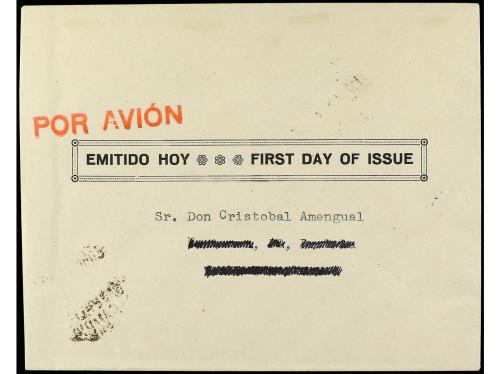 POR AVIÓN
EMITIDO HOY FIRST DAY OF ISSUE
Sr. Don Cristobal Amengual